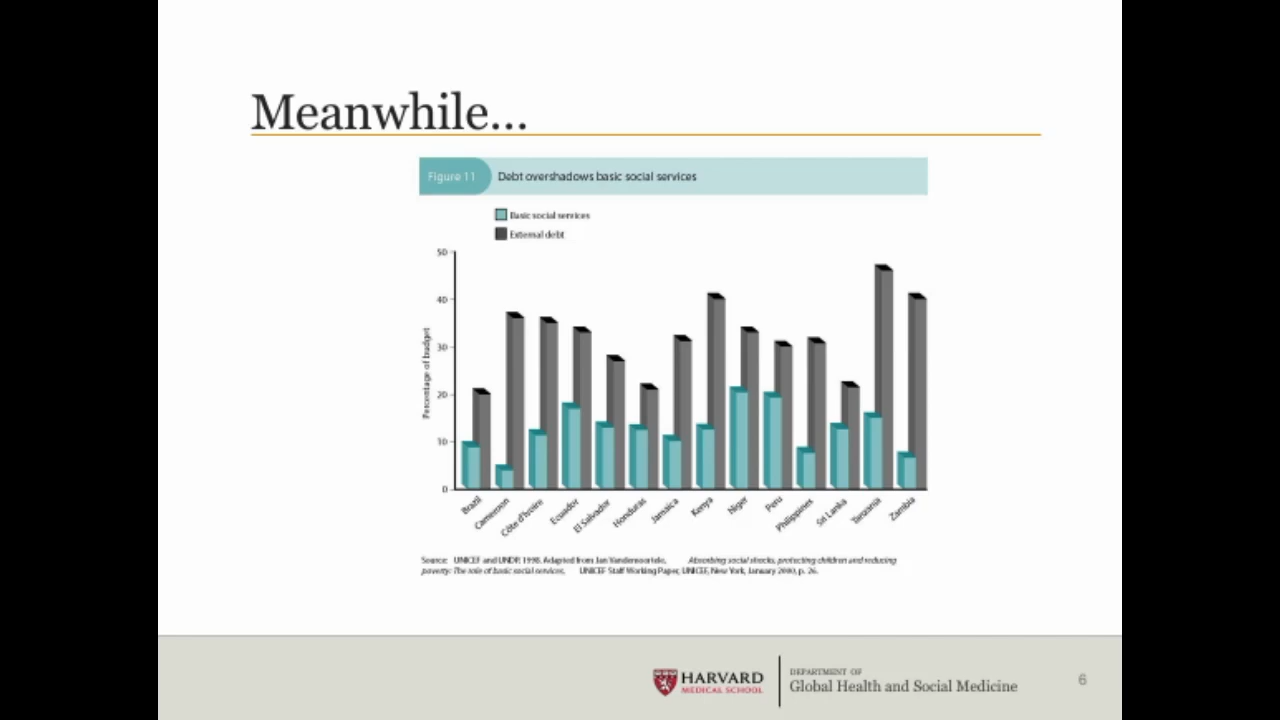 Meanwhile...
Figure 11 Debt overshadows basic social services
Basic social services
External debt
50
40
30
20
10
0
Percentage of budget
Brazil
Cameroon
Côte d'Ivoire
Ecuador
El Salvador
Honduras
Jamaica
Kenya
Niger
Peru
Philippines
Sri Lanka
Tanzania
Zambia
Source: UNICEF and UNDP, 1998. Adapted from Jan Vandemoortele, Absorbing social shocks, protecting children and reducing
poverty: The role of basic social services, UNICEF Staff Working Paper, UNICEF, New York, January 2000, p. 26.
HARVARD
MEDICAL SCHOOL
DEPARTMENT OF
Global Health and Social Medicine
6